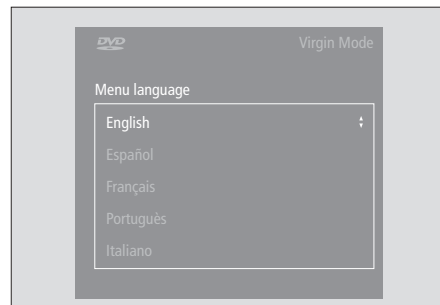 DVD
Virgin Mode
Menu language
English
Español
Français
Português
Italiano